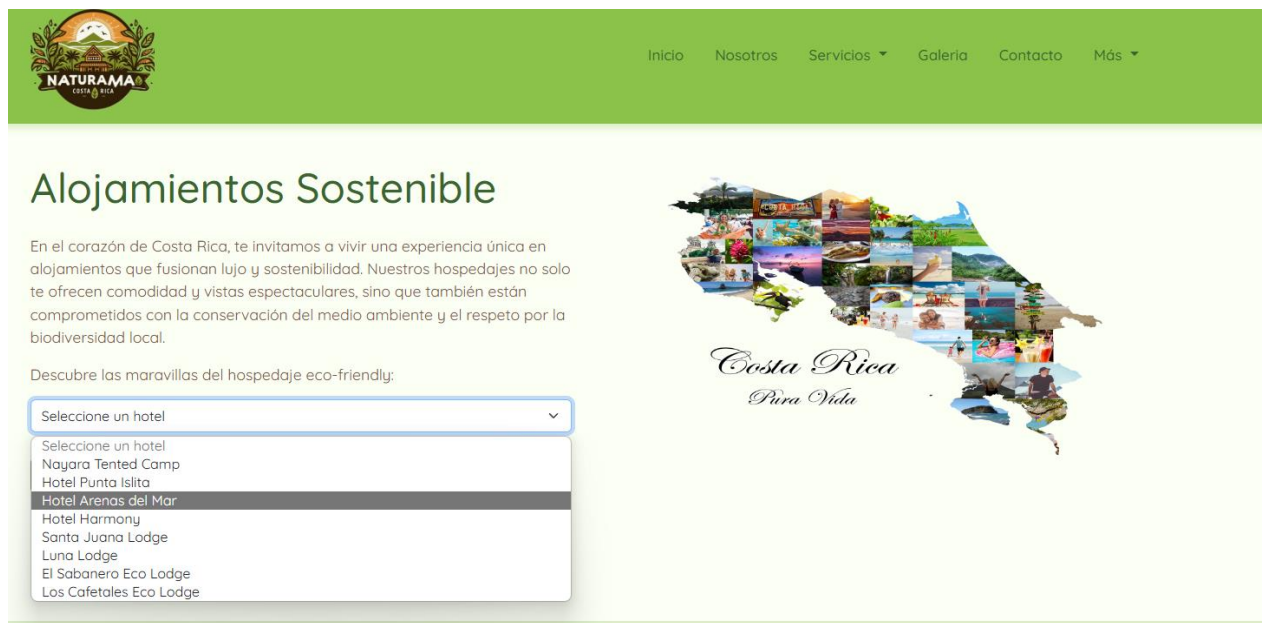 NATURAMA
COSTA RICA
Inicio Nosotros Servicios Galeria Contacto Más
Alojamientos Sostenible
En el corazón de Costa Rica, te invitamos a vivir una experiencia única en
alojamientos que fusionan lujo y sostenibilidad. Nuestros hospedajes no solo
te ofrecen comodidad y vistas espectaculares, sino que también están
comprometidos con la conservación del medio ambiente y el respeto por la
biodiversidad local.
Descubre las maravillas del hospedaje eco-friendly:
Seleccione un hotel
Seleccione un hotel
Nayara Tented Camp
Hotel Punta Islita
Hotel Arenas del Mar
Hotel Harmony
Santa Juana Lodge
Luna Lodge
El Sabanero Eco Lodge
Los Cafetales Eco Lodge
Costa Rica
Pura Vida